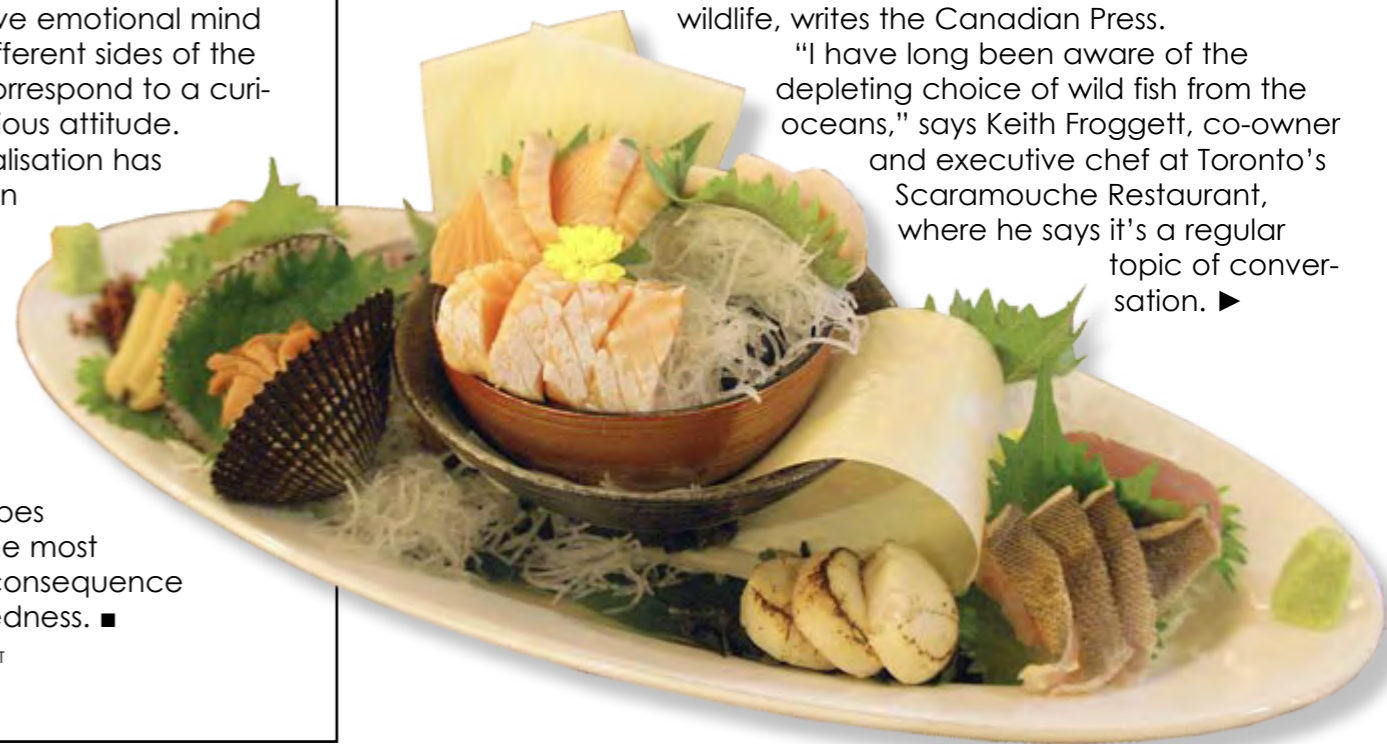 ve emotional mind
fferent sides of the
orrespond to a curi-
ious attitude.
alisation has
n
pes
e most
consequence
edness. ■
T
wildlife, writes the Canadian Press.
“I have long been aware of the
depleting choice of wild fish from the
oceans,” says Keith Froggett, co-owner
and executive chef at Toronto’s
Scaramouche Restaurant,
where he says it’s a regular
topic of conver-
sation. ►